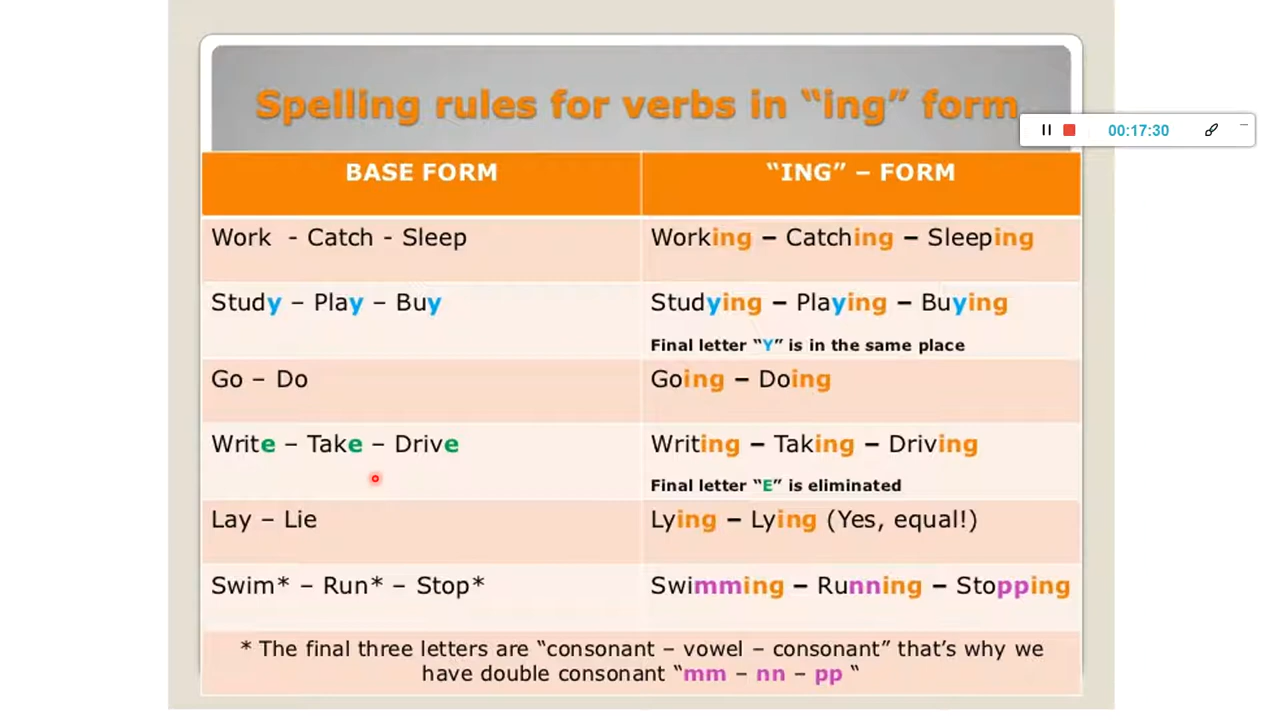 Spelling rules for verbs in “ing” form
00:17:30
BASE FORM
“ING” – FORM
Work - Catch - Sleep
Working – Catching – Sleeping
Study – Play – Buy
Studying – Playing – Buying
Final letter “Y” is in the same place
Go – Do
Going – Doing
Write – Take – Drive
Writing – Taking – Driving
Final letter “E” is eliminated
Lay – Lie
Lying – Lying (Yes, equal!)
Swim* – Run* – Stop*
Swimming – Running – Stopping
* The final three letters are “consonant – vowel – consonant” that’s why we
have double consonant “mm – nn – pp “